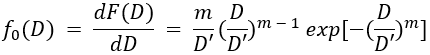 f₀(D) = dF(D)/dD = m/D′ (D/D′)^{m − 1} exp[−(D/D′)^m]